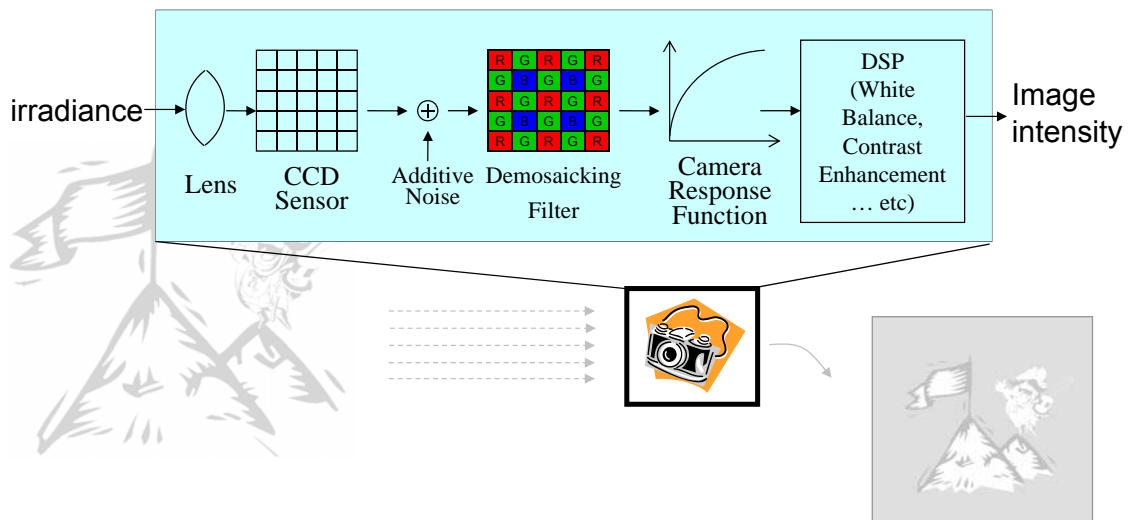 irradiance
Lens
CCD
Sensor
Additive
Noise
R G R G R
G B G B G
R G R G R
G B G B G
R G R G R
Demosaicking
Filter
Camera
Response
Function
DSP
(White
Balance,
Contrast
Enhancement
… etc)
Image
intensity